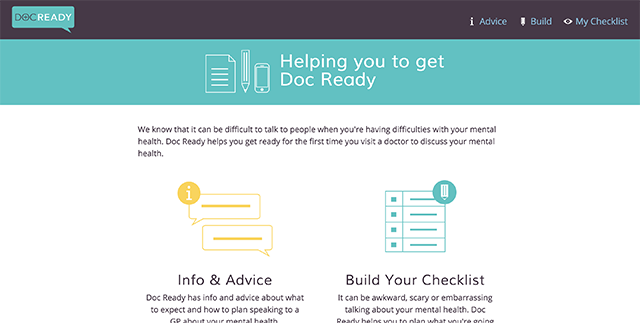 DOCREADY
Advice
Build
My Checklist
Helping you to get
Doc Ready
We know that it can be difficult to talk to people when you're having difficulties with your mental
health. Doc Ready helps you get ready for the first time you visit a doctor to discuss your mental
health.
Info & Advice
Doc Ready has info and advice about what
to expect and how to plan speaking to a
GP about your mental health
Build Your Checklist
It can be awkward, scary or embarrassing
talking about your mental health. Doc
Ready helps you to plan what you're going